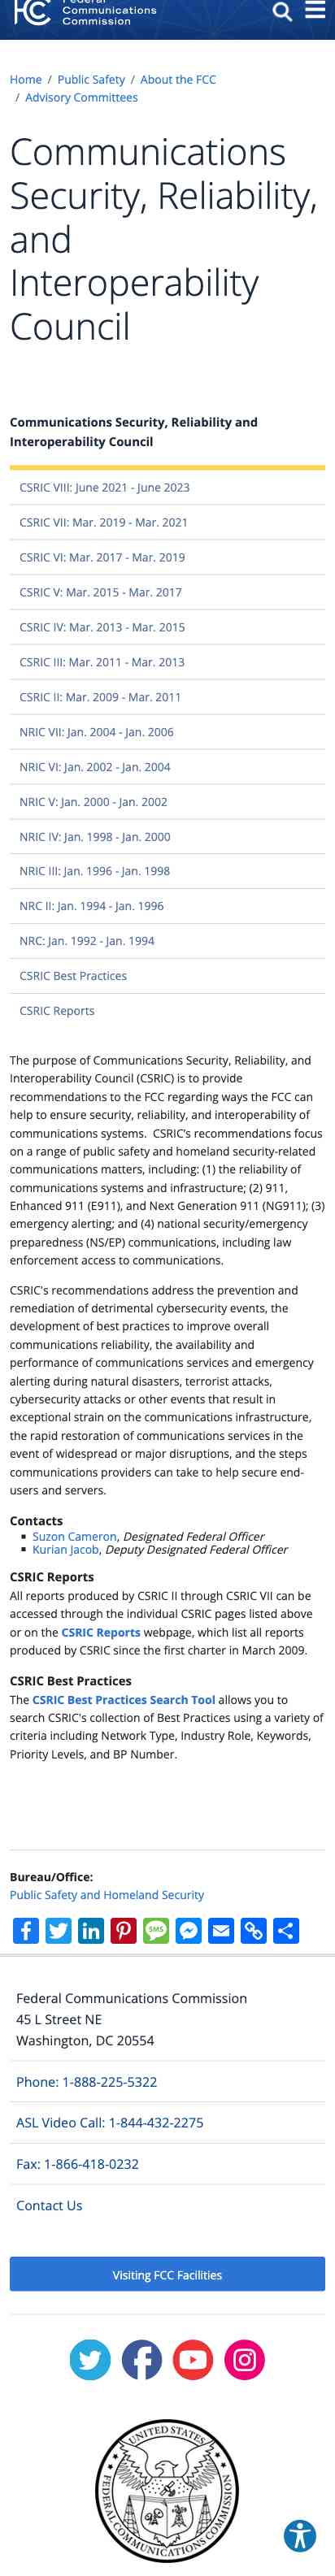 Federal
Communications
Commission
Home / Public Safety / About the FCC
/ Advisory Committees
Communications
Security, Reliability,
and
Interoperability
Council
Communications Security, Reliability and
Interoperability Council
CSRIC VIII: June 2021 - June 2023
CSRIC VII: Mar. 2019 - Mar. 2021
CSRIC VI: Mar. 2017 - Mar. 2019
CSRIC V: Mar. 2015 - Mar. 2017
CSRIC IV: Mar. 2013 - Mar. 2015
CSRIC III: Mar. 2011 - Mar. 2013
CSRIC II: Mar. 2009 - Mar. 2011
NRIC VII: Jan. 2004 - Jan. 2006
NRIC VI: Jan. 2002 - Jan. 2004
NRIC V: Jan. 2000 - Jan. 2002
NRIC IV: Jan. 1998 - Jan. 2000
NRIC III: Jan. 1996 - Jan. 1998
NRC II: Jan. 1994 - Jan. 1996
NRC: Jan. 1992 - Jan. 1994
CSRIC Best Practices
CSRIC Reports
The purpose of Communications Security, Reliability, and
Interoperability Council (CSRIC) is to provide
recommendations to the FCC regarding ways the FCC can
help to ensure security, reliability, and interoperability of
communications systems.  CSRIC's recommendations focus
on a range of public safety and homeland security-related
communications matters, including: (1) the reliability of
communications systems and infrastructure; (2) 911,
Enhanced 911 (E911), and Next Generation 911 (NG911); (3)
emergency alerting; and (4) national security/emergency
preparedness (NS/EP) communications, including law
enforcement access to communications.
CSRIC's recommendations address the prevention and
remediation of detrimental cybersecurity events, the
development of best practices to improve overall
communications reliability, the availability and
performance of communications services and emergency
alerting during natural disasters, terrorist attacks,
cybersecurity attacks or other events that result in
exceptional strain on the communications infrastructure,
the rapid restoration of communications services in the
event of widespread or major disruptions, and the steps
communications providers can take to help secure end-
users and servers.
Contacts
Suzon Cameron, Designated Federal Officer
Kurian Jacob, Deputy Designated Federal Officer
CSRIC Reports
All reports produced by CSRIC II through CSRIC VII can be
accessed through the individual CSRIC pages listed above
or on the CSRIC Reports webpage, which list all reports
produced by CSRIC since the first charter in March 2009.
CSRIC Best Practices
The CSRIC Best Practices Search Tool allows you to
search CSRIC's collection of Best Practices using a variety of
criteria including Network Type, Industry Role, Keywords,
Priority Levels, and BP Number.
Bureau/Office:
Public Safety and Homeland Security
SMS
Federal Communications Commission
45 L Street NE
Washington, DC 20554
Phone: 1-888-225-5322
ASL Video Call: 1-844-432-2275
Fax: 1-866-418-0232
Contact Us
Visiting FCC Facilities
UNITED STATES
FEDERAL COMMUNICATIONS COMMISSION